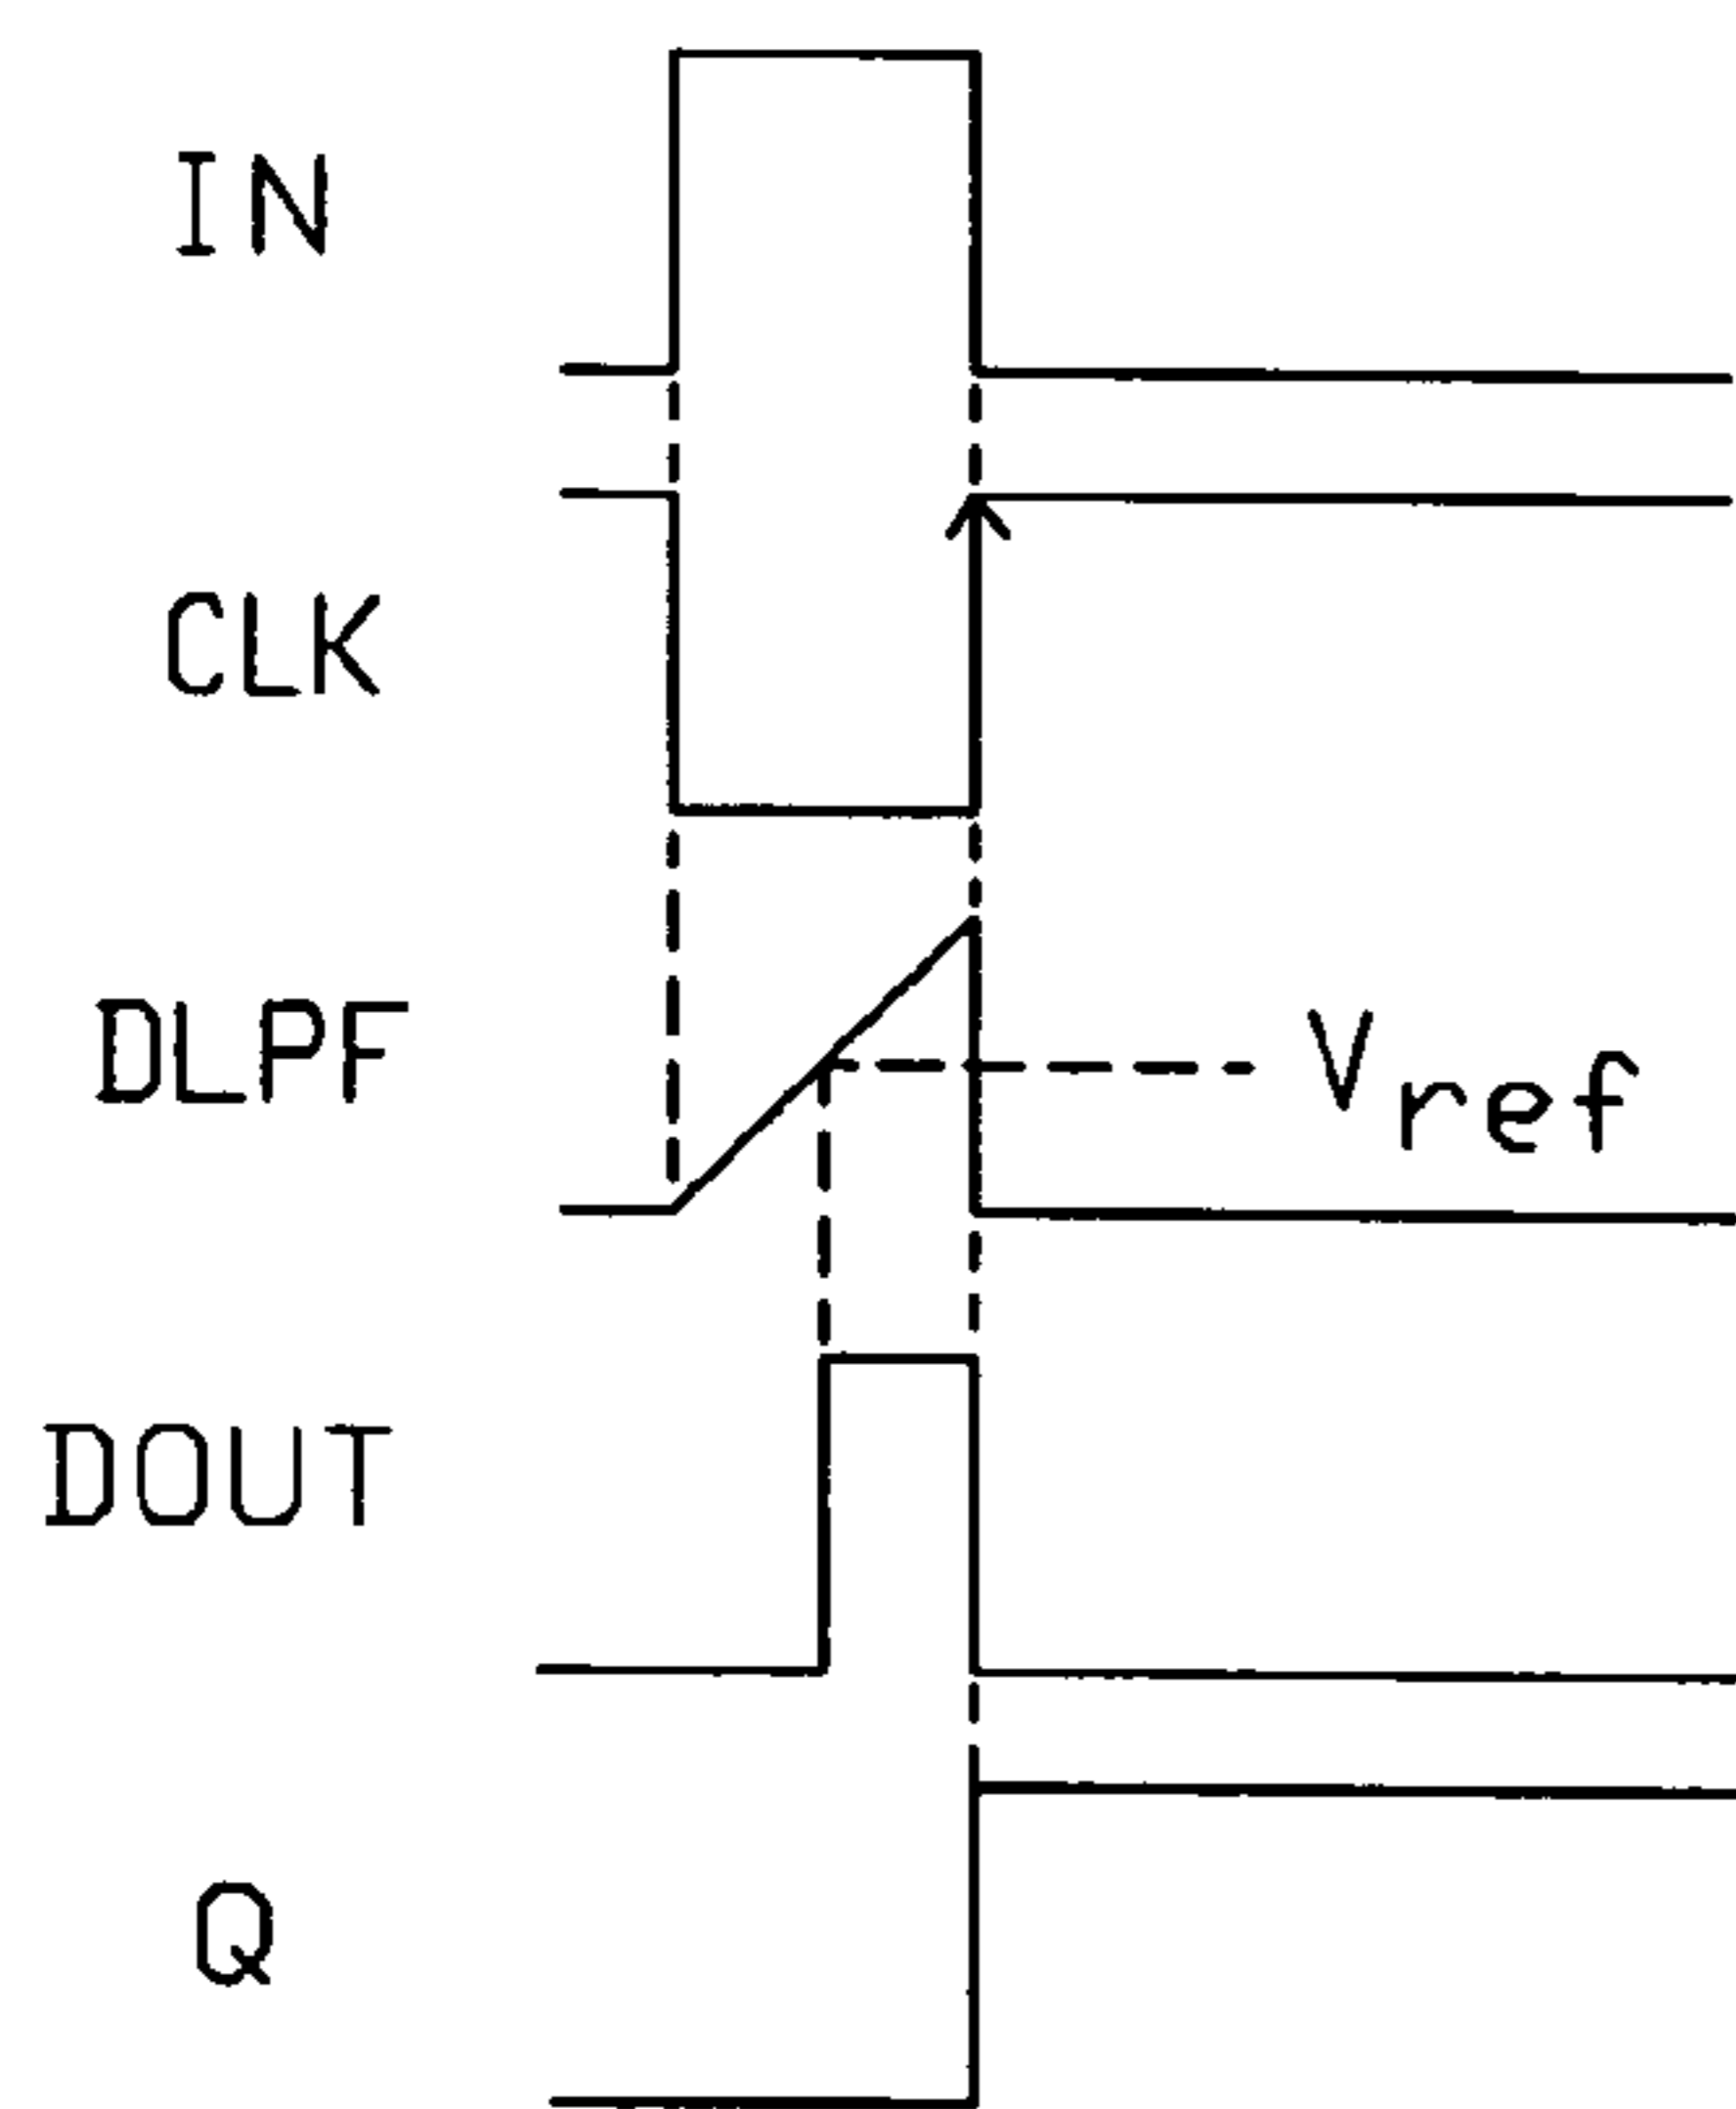 IN
CLK
DLPF
Vref
DOUT
Q